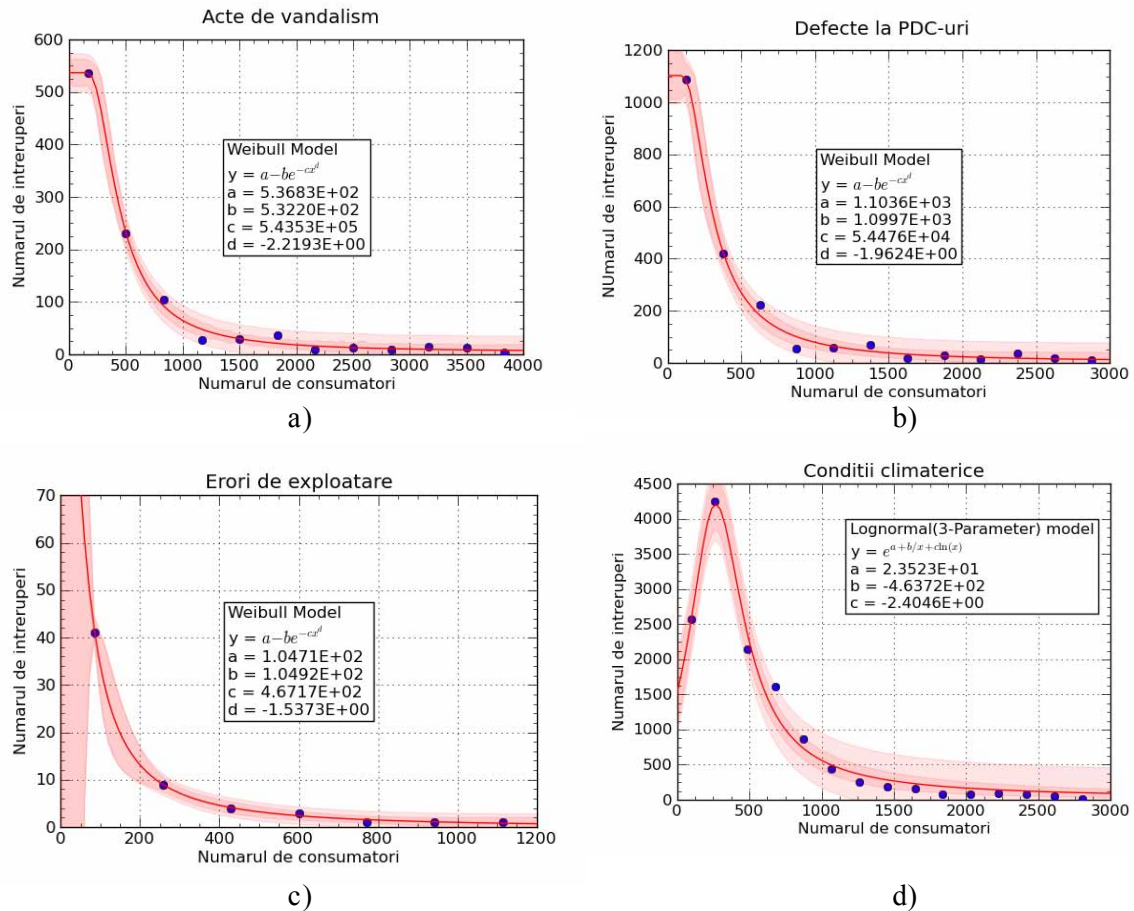 Acte de vandalism
600
500
400
300
200
100
0
Numarul de intreruperi
Weibull Model
y = a−be^{−cx^d}
a = 5.3683E+02
b = 5.3220E+02
c = 5.4353E+05
d = -2.2193E+00
0 500 1000 1500 2000 2500 3000 3500 4000
Numarul de consumatori
a)
Defecte la PDC-uri
1200
1000
800
600
400
200
0
NUmarul de intreruperi
Weibull Model
y = a−be^{−cx^d}
a = 1.1036E+03
b = 1.0997E+03
c = 5.4476E+04
d = -1.9624E+00
0 500 1000 1500 2000 2500 3000
Numarul de consumatori
b)
Erori de exploatare
70
60
50
40
30
20
10
0
Numarul de intreruperi
Weibull Model
y = a−be^{−cx^d}
a = 1.0471E+02
b = 1.0492E+02
c = 4.6717E+02
d = -1.5373E+00
0 200 400 600 800 1000 1200
Numarul de consumatori
c)
Conditii climaterice
4500
4000
3500
3000
2500
2000
1500
1000
500
0
Numarul de intreruperi
Lognormal(3-Parameter) model
y = e^{a+b/x+cln(x)}
a = 2.3523E+01
b = -4.6372E+02
c = -2.4046E+00
0 500 1000 1500 2000 2500 3000
Numarul de consumatori
d)